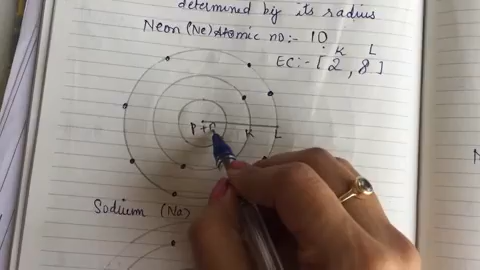 determined by its radius
Neon (Ne) Atomic no:- 10
K L
EC:- [2, 8]
P+n K L
Sodium (Na)